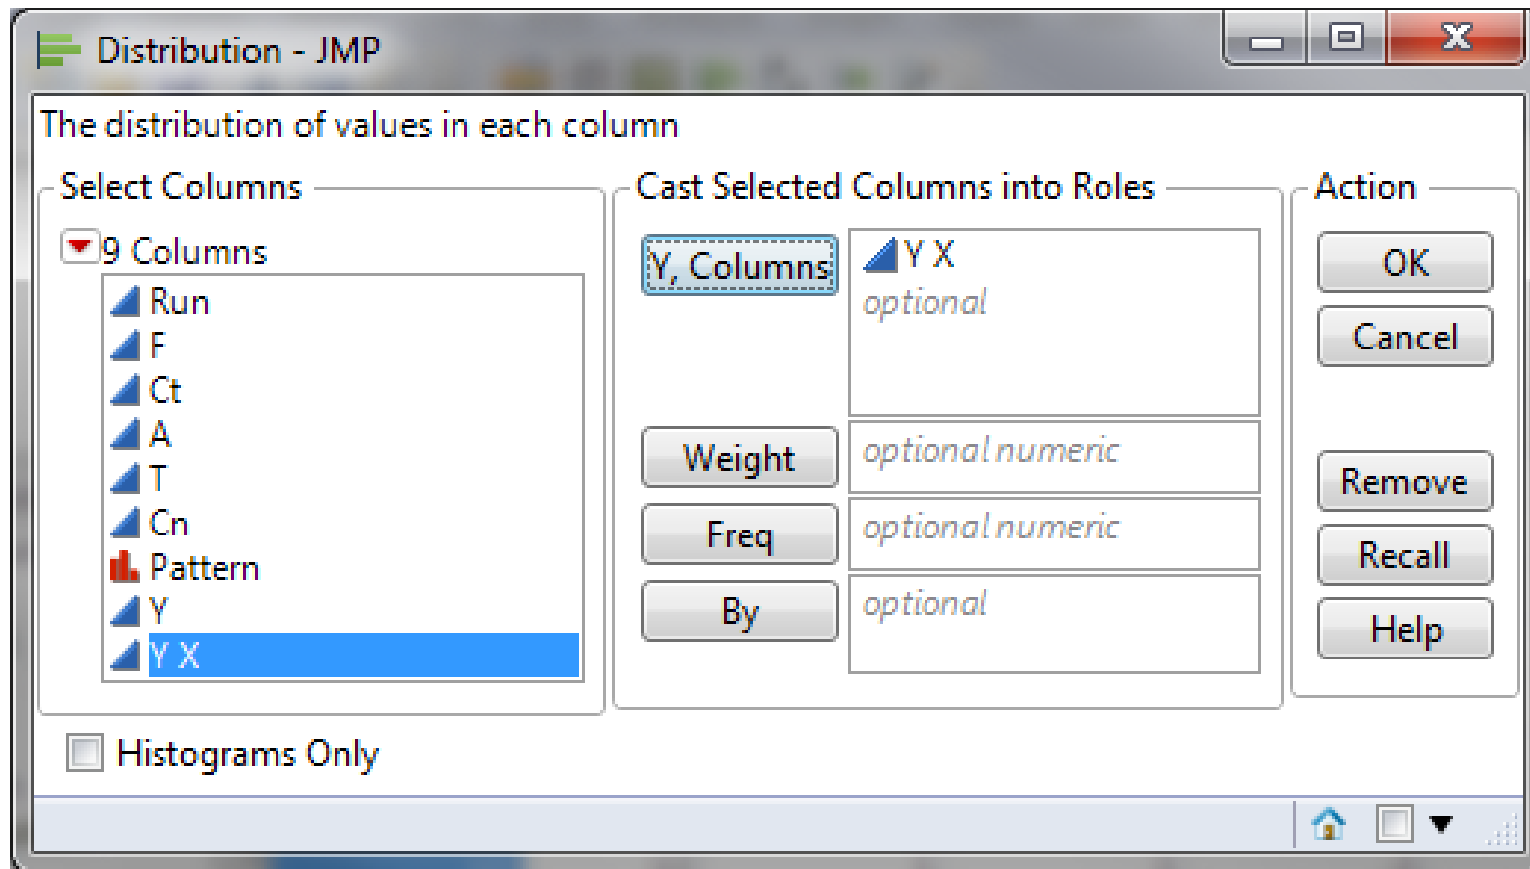 Distribution - JMP
The distribution of values in each column
Select Columns
9 Columns
Run
F
Ct
A
T
Cn
Pattern
Y
Y X
Histograms Only
Cast Selected Columns into Roles
Y, Columns
Y X
optional
Weight
optional numeric
Freq
optional numeric
By
optional
Action
OK
Cancel
Remove
Recall
Help